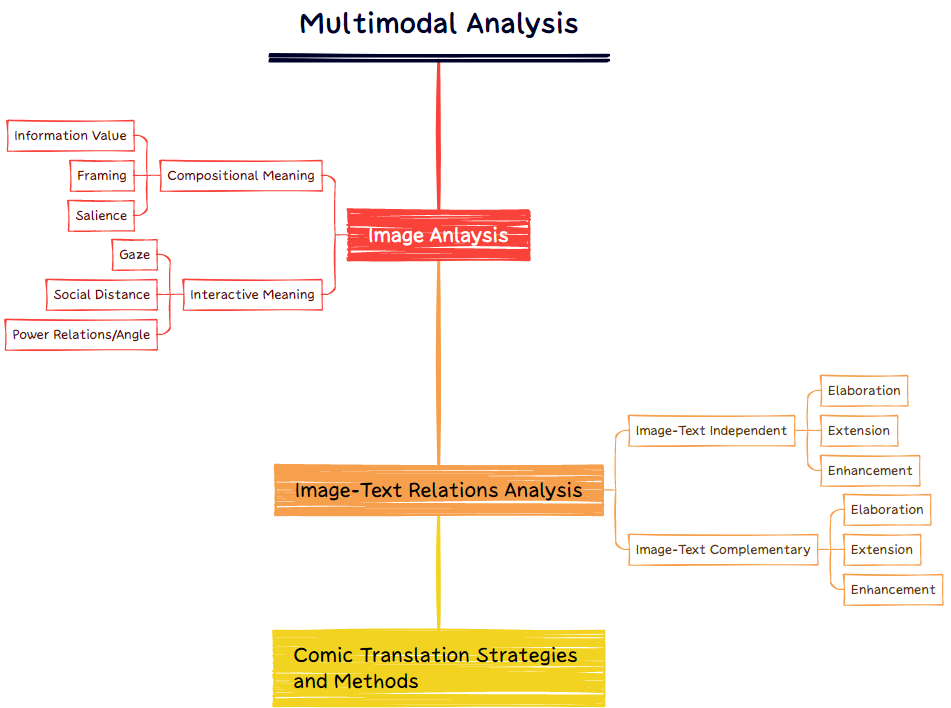 Multimodal Analysis
Information Value
Framing
Compositional Meaning
Salience
Image Anlaysis
Gaze
Social Distance
Interactive Meaning
Power Relations/Angle
Elaboration
Image-Text Independent
Extension
Enhancement
Image-Text Relations Analysis
Elaboration
Image-Text Complementary
Extension
Enhancement
Comic Translation Strategies
and Methods